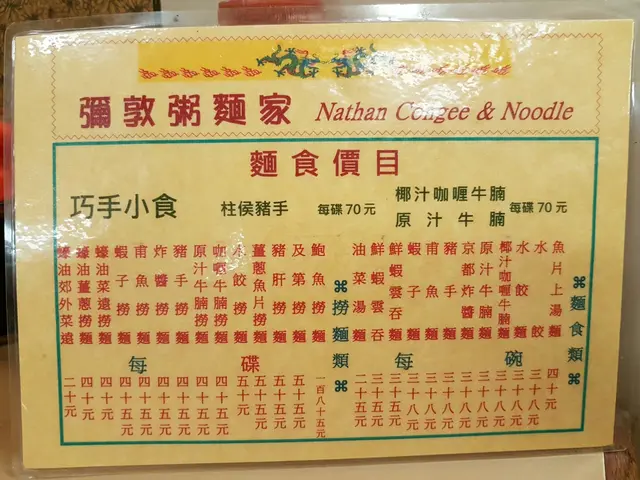 彌敦粥麵家 Nathan Congee & Noodle
麵食價目
巧手小食
柱侯豬手 每碟70元
椰汁咖喱牛腩
原汁牛腩
每碟70元
⌘麵食類⌘
魚片上湯麵
水餃
水餃麵
椰汁咖喱牛腩麵
原汁牛腩麵
京都炸醬麵
豬手麵
甫魚麵
蝦子麵
鮮蝦雲吞麵
鮮蝦雲吞
油菜湯麵
每碗
四十元
三十八元
三十八元
三十八元
三十八元
三十八元
三十八元
三十八元
三十八元
三十五元
三十五元
二十五元
⌘撈麵類⌘
鮑魚撈麵
及第撈麵
豬肝撈麵
薑蔥魚片撈麵
水餃撈麵
咖喱牛腩撈麵
原汁牛腩撈麵
豬手撈麵
炸醬撈麵
甫魚撈麵
蝦子撈麵
蠔油菜遠撈麵
蠔油薑蔥撈麵
蠔油郊外菜遠
每碟
百八十五元
五十五元
五十五元
五十五元
五十元
四十五元
四十五元
四十五元
四十五元
四十五元
四十五元
四十元
四十元
二十元